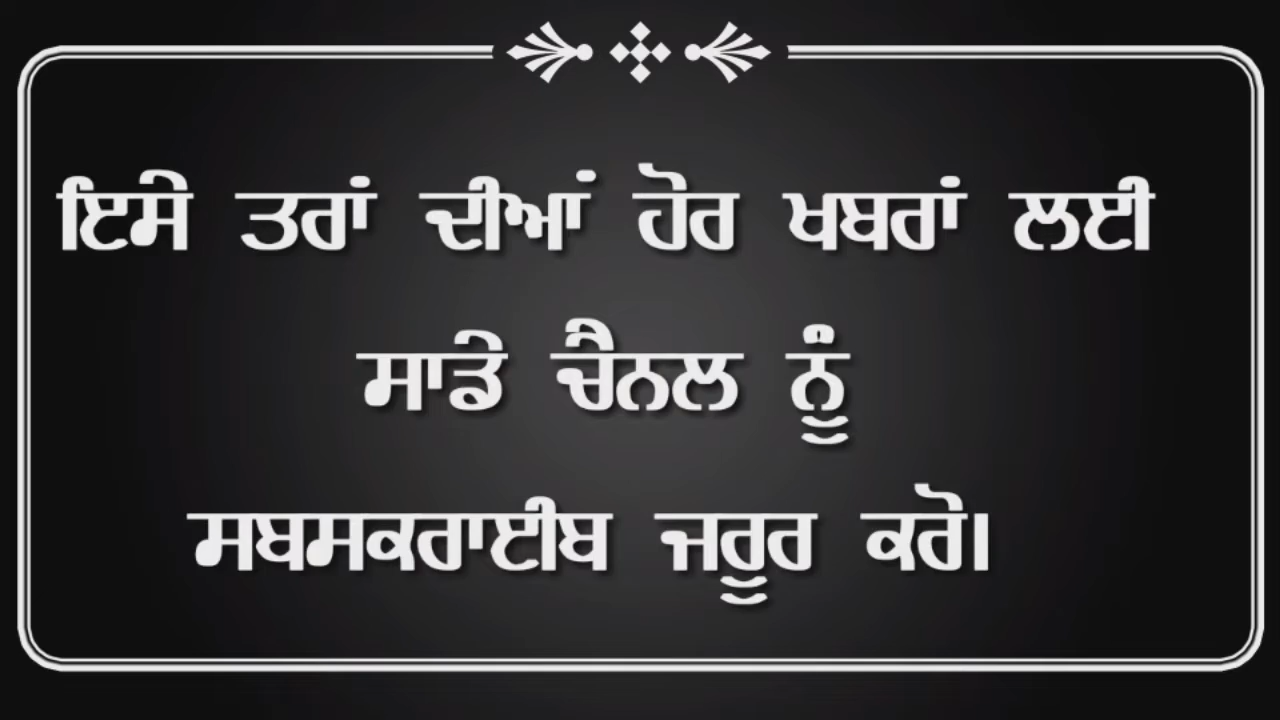 ਇਸੇ ਤਰਾਂ ਦੀਆਂ ਹੋਰ ਖਬਰਾਂ ਲਈ
ਸਾਡੇ ਚੈਨਲ ਨੂੰ
ਸਬਸਕਰਾਈਬ ਜਰੂਰ ਕਰੋ।